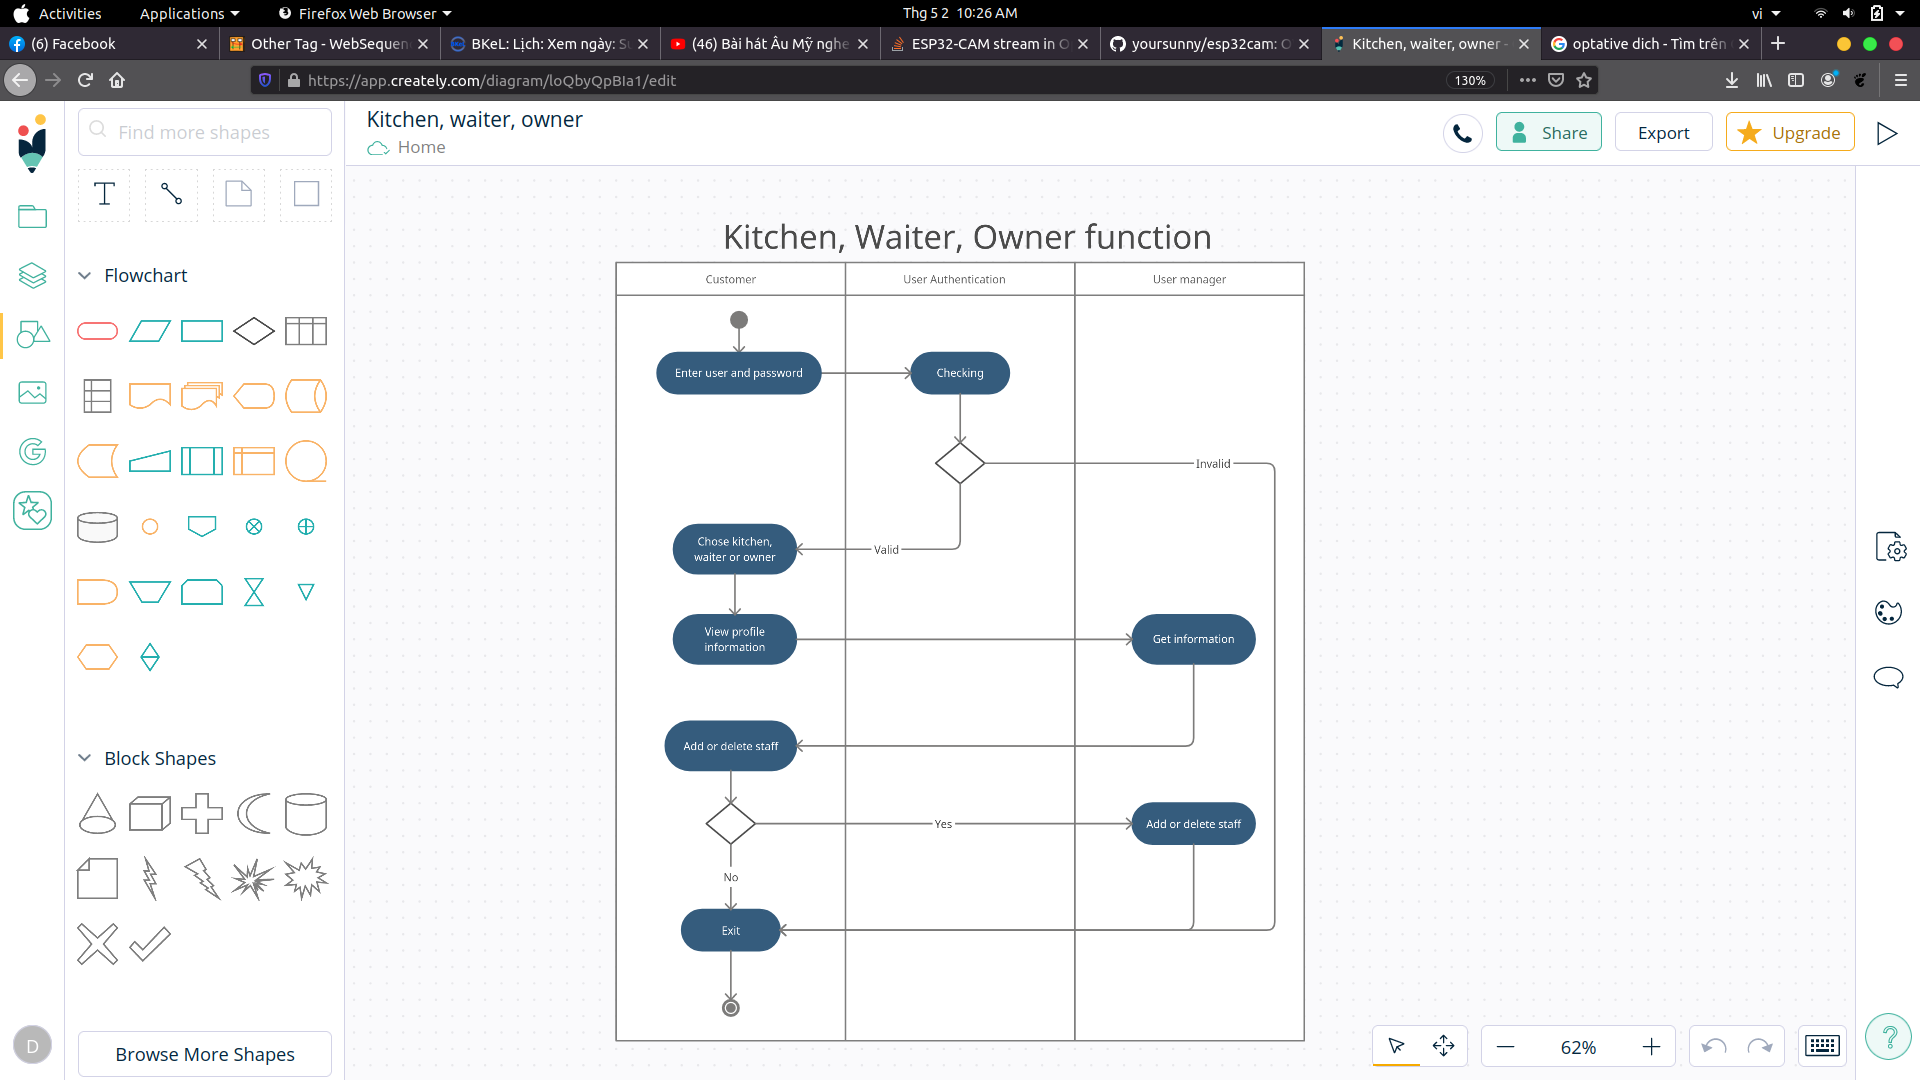 Activities
Applications
Firefox Web Browser
Thg 5 2 10:26 AM
vi
(6) Facebook
Other Tag - WebSequen
BKeL: Lịch: Xem ngày:
(46) Bài hát Âu Mỹ nghe
ESP32-CAM stream in O
yoursunny/esp32cam: O
Kitchen, waiter, owner -
optative dich - Tìm trên
https://app.creately.com/diagram/loQbyQpBIa1/edit
130%
Find more shapes
Kitchen, waiter, owner
Home
Share
Export
Upgrade
T
Flowchart
Block Shapes
Browse More Shapes
D
Kitchen, Waiter, Owner function
Customer
User Authentication
User manager
Enter user and password
Checking
Invalid
Chose kitchen,
waiter or owner
Valid
View profile
information
Get information
Add or delete staff
Yes
Add or delete staff
No
Exit
62%
?